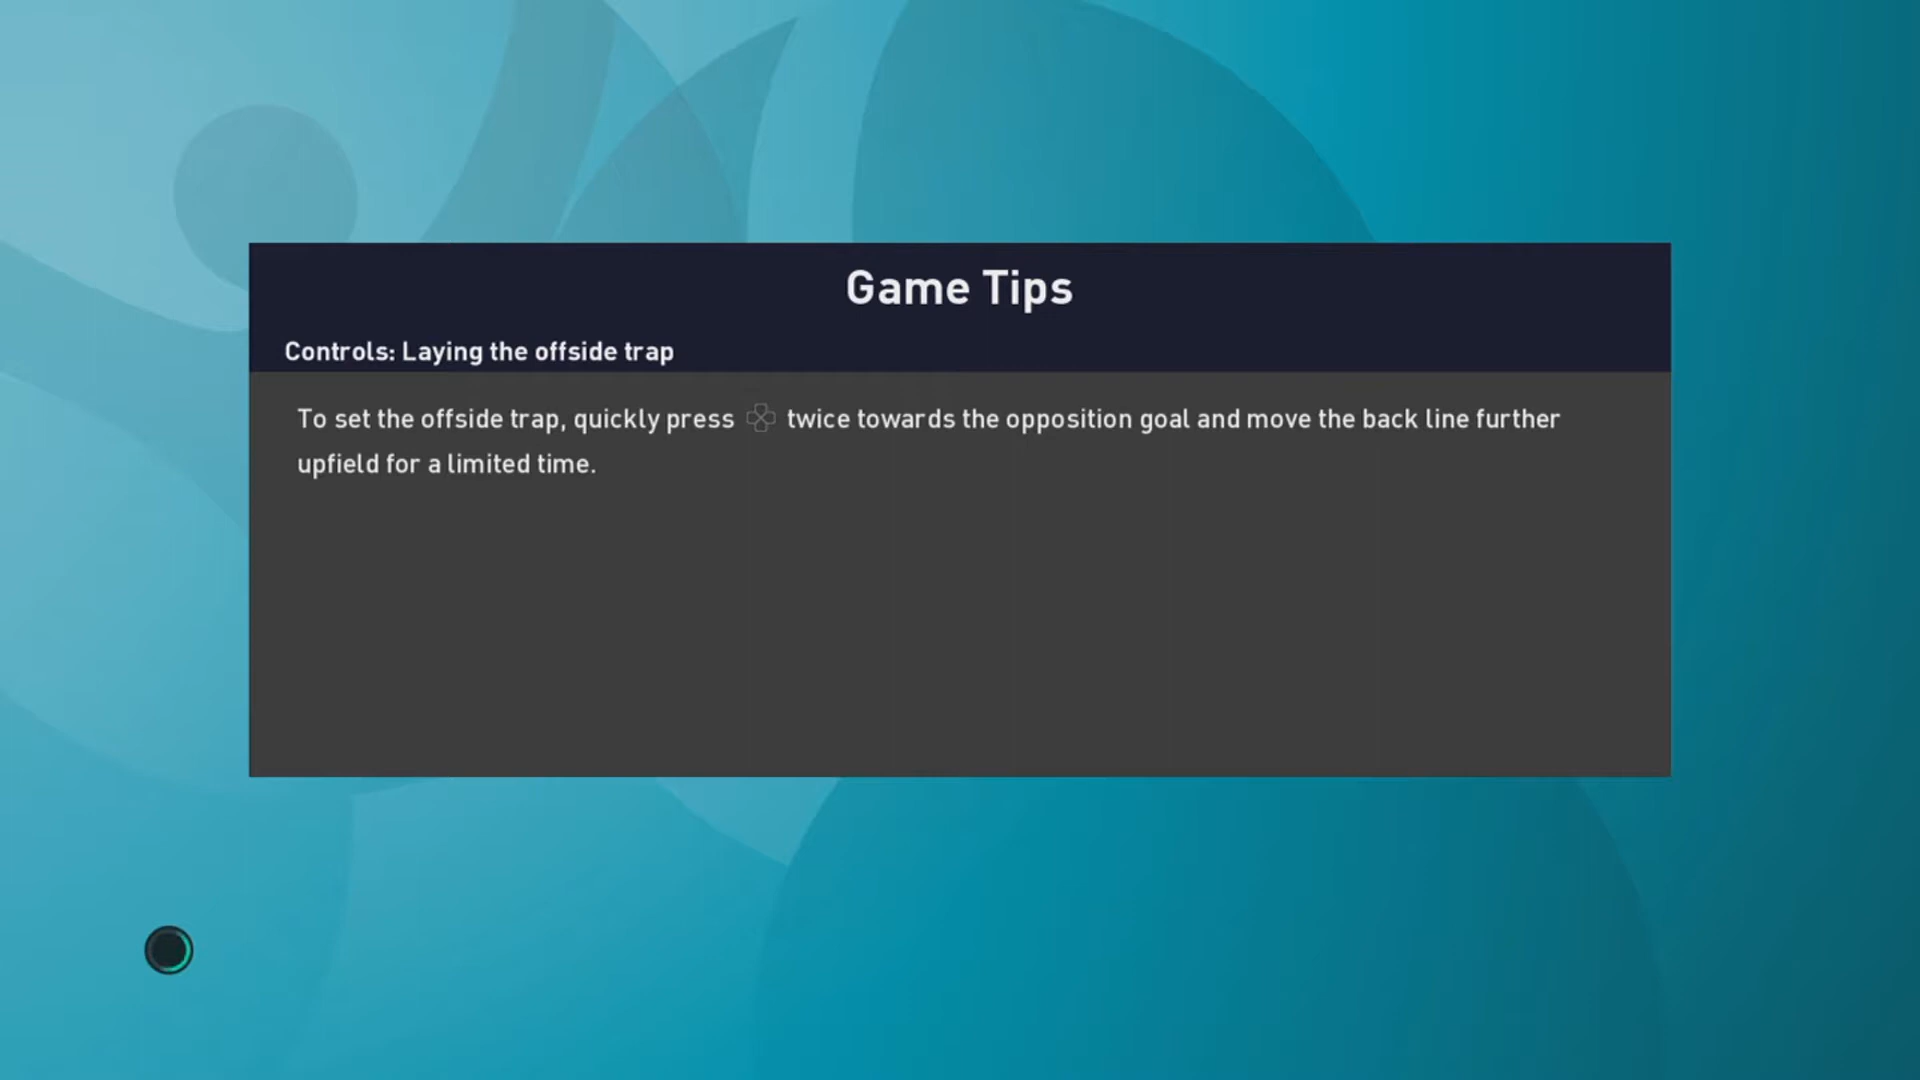 Game Tips
Controls: Laying the offside trap
To set the offside trap, quickly press twice towards the opposition goal and move the back line further
upfield for a limited time.